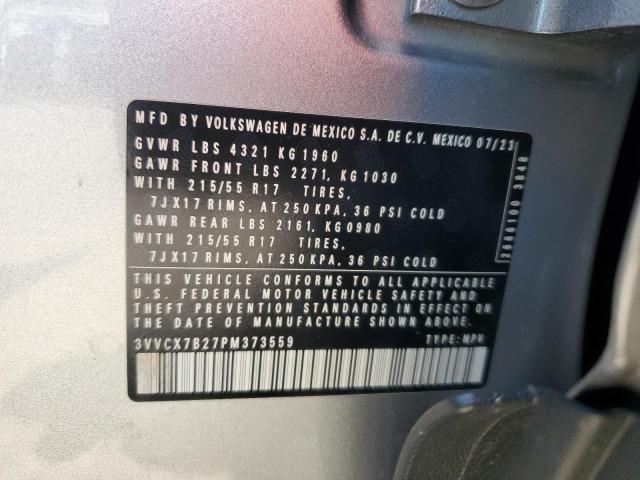 MFD BY VOLKSWAGEN DE MEXICO S.A. DE C.V. MEXICO 07/23
GVWR LBS 4321 KG 1960
GAWR FRONT LBS 2271, KG 1030
WITH 215/55 R17 TIRES,
7JX17 RIMS, AT 250 KPA, 36 PSI COLD
GAWR REAR LBS 2161, KG 0980
WITH 215/55 R17 TIRES,
7JX17 RIMS, AT 250 KPA, 36 PSI COLD
THIS VEHICLE CONFORMS TO ALL APPLICABLE
U.S. FEDERAL MOTOR VEHICLE SAFETY AND
THEFT PREVENTION STANDARDS IN EFFECT ON
THE DATE OF MANUFACTURE SHOWN ABOVE.
3VVCX7B27PM373559 TYPE: MPV